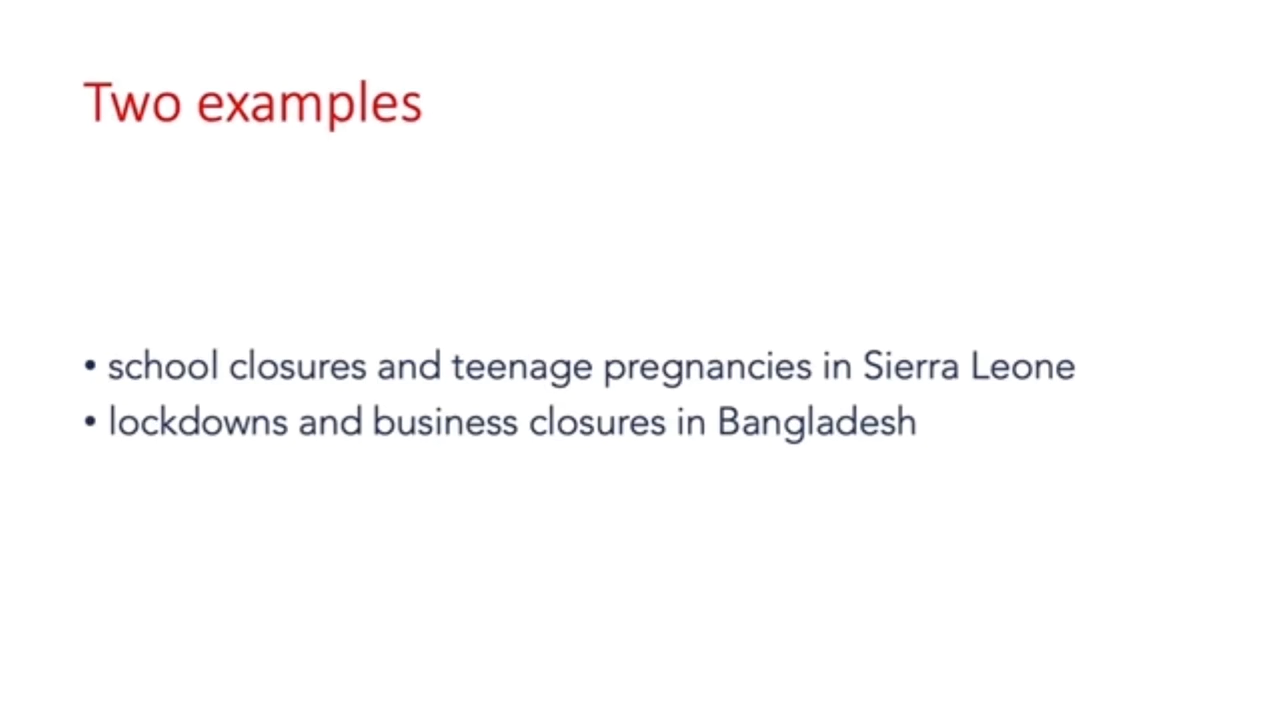 Two examples
• school closures and teenage pregnancies in Sierra Leone
• lockdowns and business closures in Bangladesh